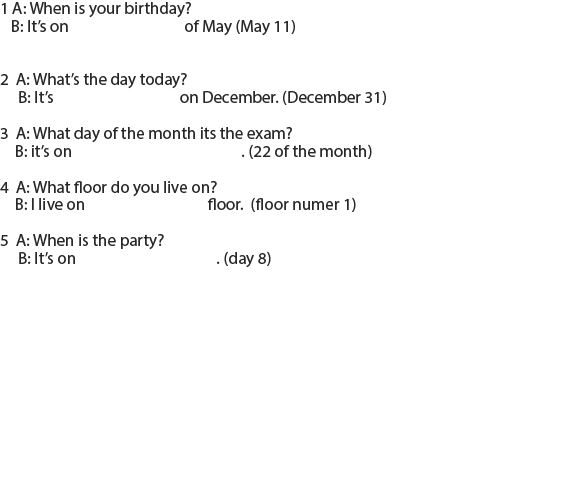 1 A: When is your birthday?
B: It's on of May (May 11)
2 A: What's the day today?
B: It's on December. (December 31)
3 A: What day of the month its the exam?
B: it's on . (22 of the month)
4 A: What floor do you live on?
B: I live on floor. (floor numer 1)
5 A: When is the party?
B: It's on . (day 8)